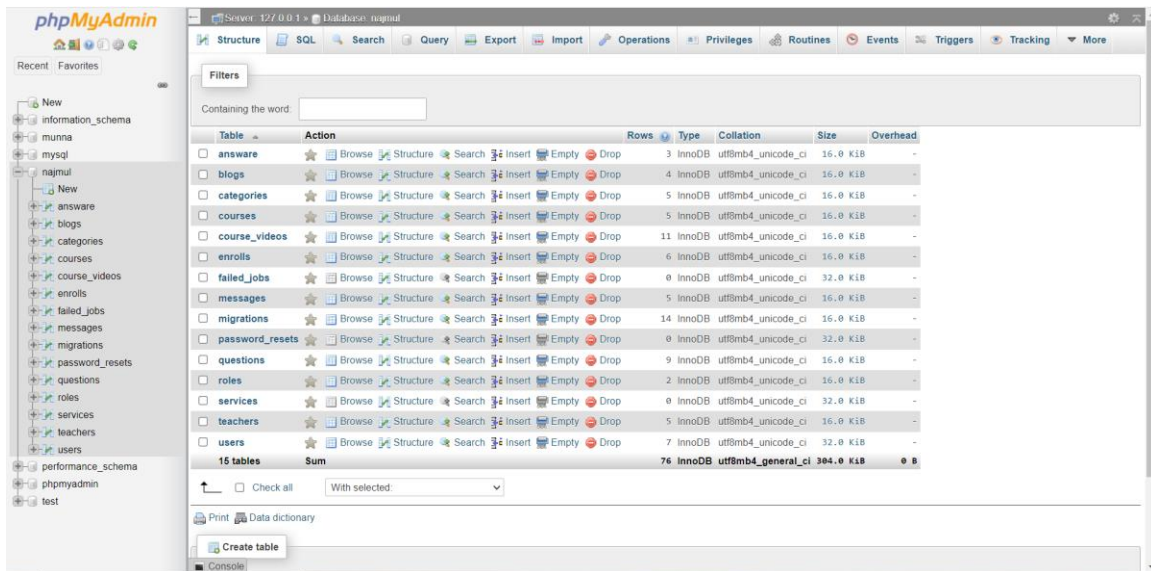 phpMyAdmin
Recent Favorites
New
information_schema
munna
mysql
najmul
New
answare
blogs
categories
courses
course_videos
enrolls
failed_jobs
messages
migrations
password_resets
questions
roles
services
teachers
users
performance_schema
phpmyadmin
test
Server: 127.0.0.1 » Database: najmul
Structure SQL Search Query Export Import Operations Privileges Routines Events Triggers Tracking More
Filters
Containing the word:
Table Action Rows Type Collation Size Overhead
answare Browse Structure Search Insert Empty Drop 3 InnoDB utf8mb4_unicode_ci 16.0 KiB -
blogs Browse Structure Search Insert Empty Drop 4 InnoDB utf8mb4_unicode_ci 16.0 KiB -
categories Browse Structure Search Insert Empty Drop 5 InnoDB utf8mb4_unicode_ci 16.0 KiB -
courses Browse Structure Search Insert Empty Drop 5 InnoDB utf8mb4_unicode_ci 16.0 KiB -
course_videos Browse Structure Search Insert Empty Drop 11 InnoDB utf8mb4_unicode_ci 16.0 KiB -
enrolls Browse Structure Search Insert Empty Drop 6 InnoDB utf8mb4_unicode_ci 16.0 KiB -
failed_jobs Browse Structure Search Insert Empty Drop 0 InnoDB utf8mb4_unicode_ci 32.0 KiB -
messages Browse Structure Search Insert Empty Drop 5 InnoDB utf8mb4_unicode_ci 16.0 KiB -
migrations Browse Structure Search Insert Empty Drop 14 InnoDB utf8mb4_unicode_ci 16.0 KiB -
password_resets Browse Structure Search Insert Empty Drop 0 InnoDB utf8mb4_unicode_ci 32.0 KiB -
questions Browse Structure Search Insert Empty Drop 9 InnoDB utf8mb4_unicode_ci 16.0 KiB -
roles Browse Structure Search Insert Empty Drop 2 InnoDB utf8mb4_unicode_ci 16.0 KiB -
services Browse Structure Search Insert Empty Drop 0 InnoDB utf8mb4_unicode_ci 32.0 KiB -
teachers Browse Structure Search Insert Empty Drop 5 InnoDB utf8mb4_unicode_ci 16.0 KiB -
users Browse Structure Search Insert Empty Drop 7 InnoDB utf8mb4_unicode_ci 32.0 KiB -
15 tables Sum 76 InnoDB utf8mb4_general_ci 304.0 KiB 0 B
Check all With selected:
Print Data dictionary
Create table
Console